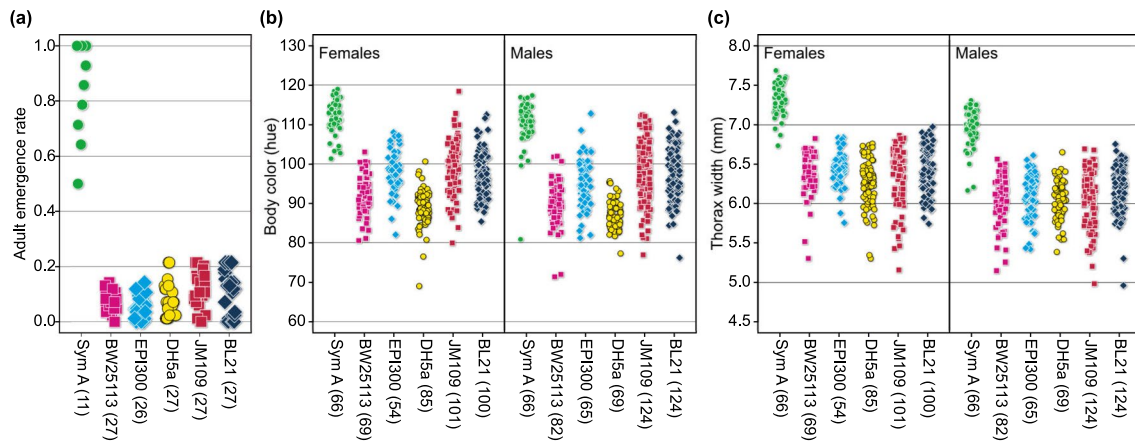 (a)
Adult emergence rate
1.0
0.8
0.6
0.4
0.2
0.0
Sym A (11)
BW25113 (27)
EPI300 (26)
DH5a (27)
JM109 (27)
BL21 (27)
(b)
Body color (hue)
130
120
110
100
90
80
70
60
Females
Males
Sym A (66)
BW25113 (69)
EPI300 (54)
DH5a (85)
JM109 (101)
BL21 (100)
Sym A (66)
BW25113 (82)
EPI300 (65)
DH5a (69)
JM109 (124)
BL21 (124)
(c)
Thorax width (mm)
8.0
7.5
7.0
6.5
6.0
5.5
5.0
4.5
Females
Males
Sym A (66)
BW25113 (69)
EPI300 (54)
DH5a (85)
JM109 (101)
BL21 (100)
Sym A (66)
BW25113 (82)
EPI300 (65)
DH5a (69)
JM109 (124)
BL21 (124)